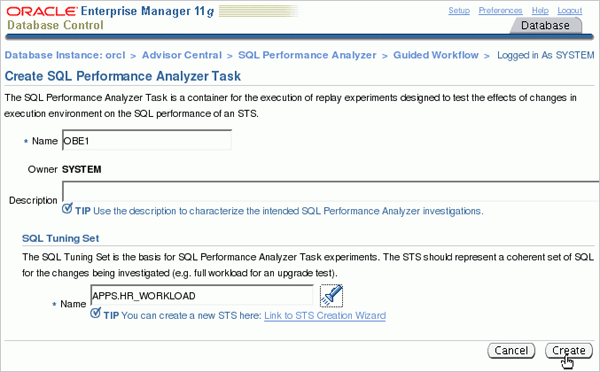 ORACLE Enterprise Manager 11g
Database Control
Setup Preferences Help Logout
Database
Database Instance: orcl > Advisor Central > SQL Performance Analyzer > Guided Workflow > Logged in As SYSTEM
Create SQL Performance Analyzer Task
The SQL Performance Analyzer Task is a container for the execution of replay experiments designed to test the effects of changes in
execution environment on the SQL performance of an STS.
* Name OBE1
Owner SYSTEM
Description
TIP Use the description to characterize the intended SQL Performance Analyzer investigations.
SQL Tuning Set
The SQL Tuning Set is the basis for SQL Performance Analyzer Task experiments. The STS should represent a coherent set of SQL
for the changes being investigated (e.g. full workload for an upgrade test).
* Name APPS.HR_WORKLOAD
TIP You can create a new STS here: Link to STS Creation Wizard
Cancel Create